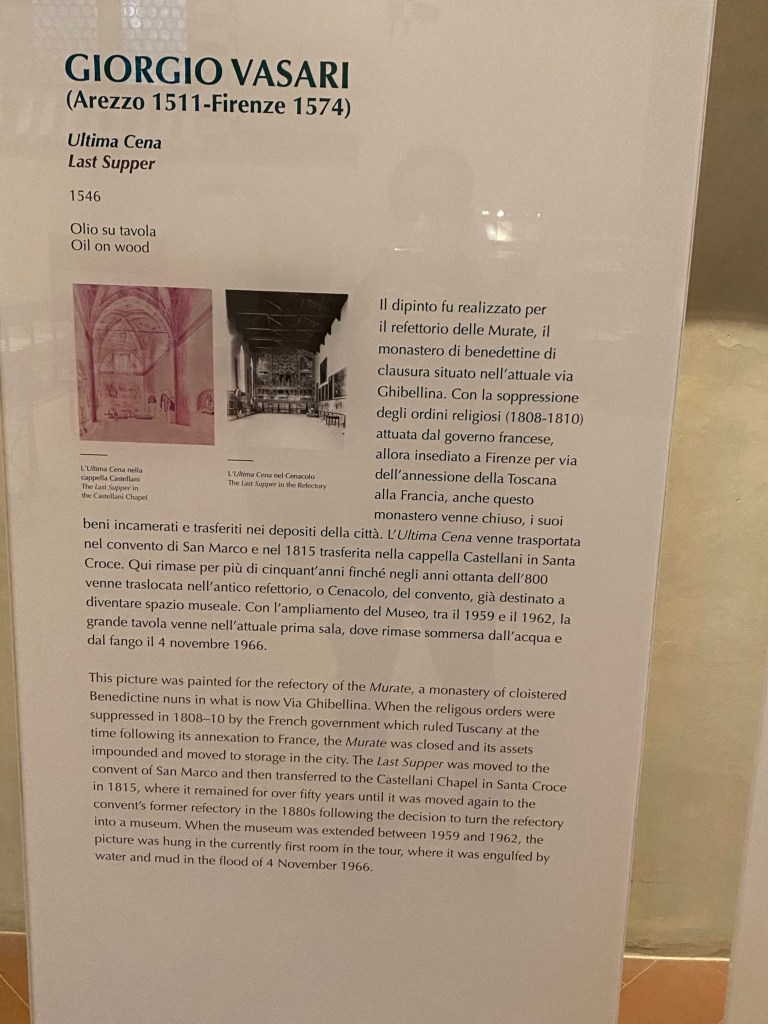 GIORGIO VASARI
(Arezzo 1511-Firenze 1574)
Ultima Cena
Last Supper
1546
Olio su tavola
Oil on wood
L'Ultima Cena nella
cappella Castellani
The Last Supper in
the Castellani Chapel
L'Ultima Cena nel Cenacolo
The Last Supper in the Refectory
Il dipinto fu realizzato per
il refettorio delle Murate, il
monastero di benedettine di
clausura situato nell'attuale via
Ghibellina. Con la soppressione
degli ordini religiosi (1808-1810)
attuata dal governo francese,
allora insediato a Firenze per via
dell'annessione della Toscana
alla Francia, anche questo
monastero venne chiuso, i suoi
beni incamerati e trasferiti nei depositi della città. L'Ultima Cena venne trasportata
nel convento di San Marco e nel 1815 trasferita nella cappella Castellani in Santa
Croce. Qui rimase per più di cinquant'anni finché negli anni ottanta dell'800
venne traslocata nell'antico refettorio, o Cenacolo, del convento, già destinato a
diventare spazio museale. Con l'ampliamento del Museo, tra il 1959 e il 1962, la
grande tavola venne nell'attuale prima sala, dove rimase sommersa dall'acqua e
dal fango il 4 novembre 1966.
This picture was painted for the refectory of the Murate, a monastery of cloistered
Benedictine nuns in what is now Via Ghibellina. When the religous orders were
suppressed in 1808–10 by the French government which ruled Tuscany at the
time following its annexation to France, the Murate was closed and its assets
impounded and moved to storage in the city. The Last Supper was moved to the
convent of San Marco and then transferred to the Castellani Chapel in Santa Croce
in 1815, where it remained for over fifty years until it was moved again to the
convent's former refectory in the 1880s following the decision to turn the refectory
into a museum. When the museum was extended between 1959 and 1962, the
picture was hung in the currently first room in the tour, where it was engulfed by
water and mud in the flood of 4 November 1966.